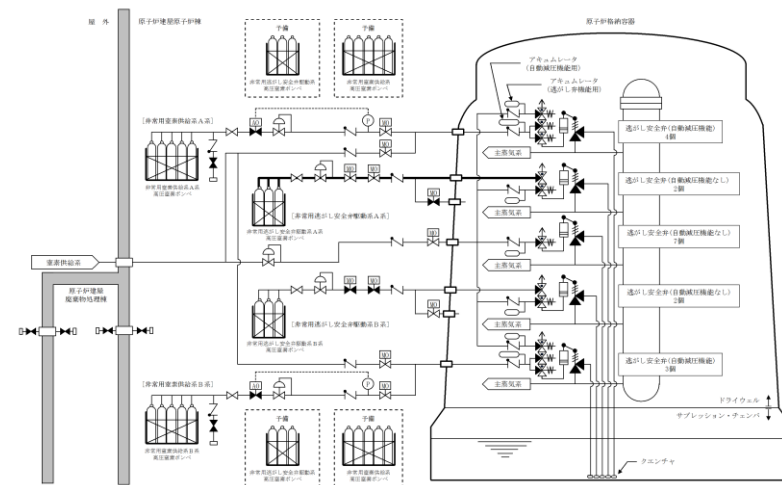 屋 外
原子炉建屋原子炉棟
予備
非常用逃がし安全弁駆動系
高圧窒素ボンベ
予備
非常用窒素供給系
高圧窒素ボンベ
原子炉格納容器
アキュムレータ
(自動減圧機能用)
アキュムレータ
(逃がし弁機能用)
[非常用窒素供給系A系]
AO
P
MO
非常用窒素供給系A系
高圧窒素ボンベ
MO
逃がし安全弁(自動減圧機能)
4個
主蒸気系
MO
MO
MO
非常用逃がし安全弁駆動系A系
高圧窒素ボンベ
[非常用逃がし安全弁駆動系A系]
逃がし安全弁(自動減圧機能なし)
2個
主蒸気系
窒素供給系
MO
逃がし安全弁(自動減圧機能なし)
7個
主蒸気系
原子炉建屋
廃棄物処理棟
MO
MO
MO
非常用逃がし安全弁駆動系B系
高圧窒素ボンベ
[非常用逃がし安全弁駆動系B系]
逃がし安全弁(自動減圧機能なし)
2個
主蒸気系
MO
逃がし安全弁(自動減圧機能)
3個
主蒸気系
[非常用窒素供給系B系]
AO
P
MO
非常用窒素供給系B系
高圧窒素ボンベ
ドライウェル
サプレッション・チェンバ
予備
非常用逃がし安全弁駆動系
高圧窒素ボンベ
予備
非常用窒素供給系
高圧窒素ボンベ
クエンチャ